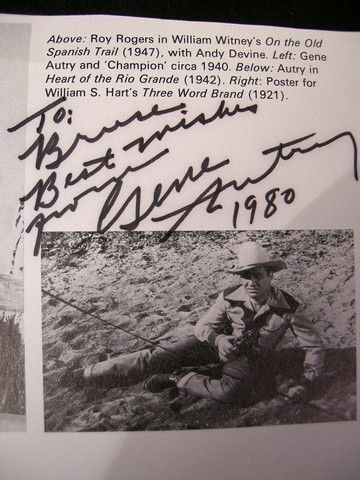 Above: Roy Rogers in William Witney's On the Old
Spanish Trail (1947), with Andy Devine. Left: Gene
Autry and 'Champion' circa 1940. Below: Autry in
Heart of the Rio Grande (1942). Right: Poster for
William S. Hart's Three Word Brand (1921).
To:
Bruce
Best wishes
from
Gene Autry
1980